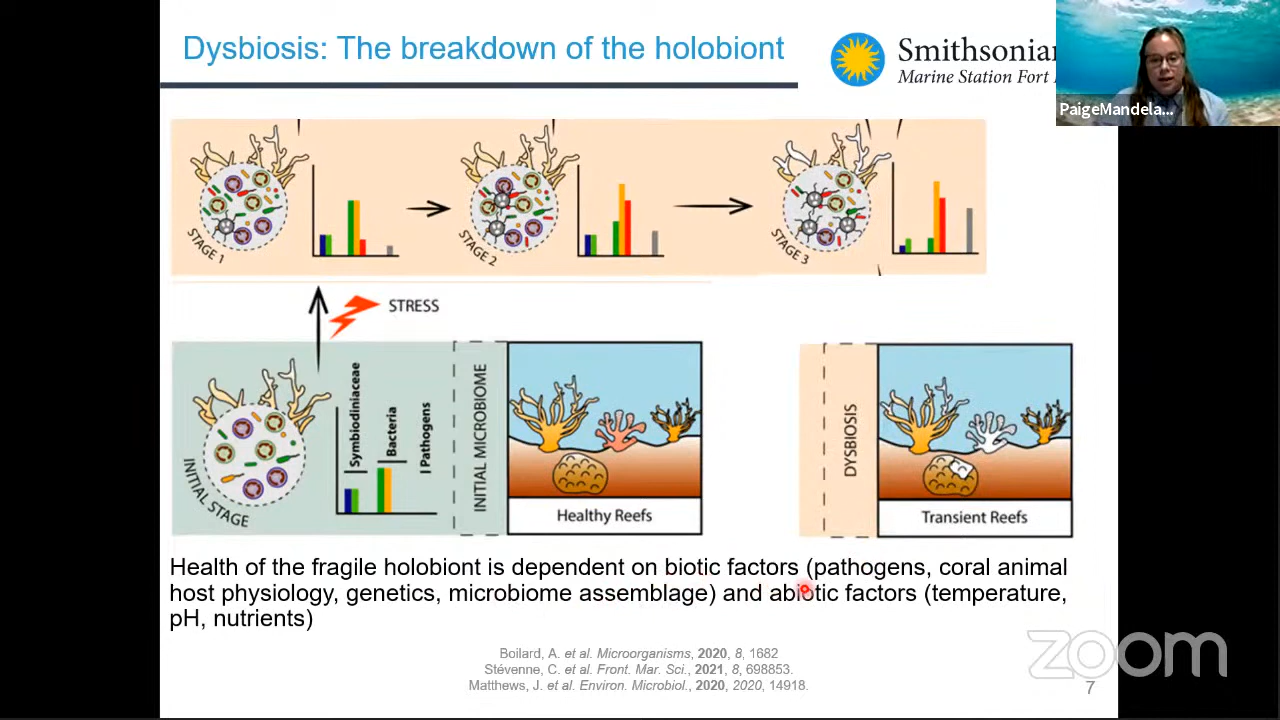 Dysbiosis: The breakdown of the holobiont
Smithsonian
Marine Station Fort
PaigeMandela...
STAGE 1
STAGE 2
STAGE 3
STRESS
INITIAL STAGE
Symbiodiniaceae
Bacteria
Pathogens
INITIAL MICROBIOME
Healthy Reefs
DYSBIOSIS
Transient Reefs
Health of the fragile holobiont is dependent on biotic factors (pathogens, coral animal
host physiology, genetics, microbiome assemblage) and abiotic factors (temperature,
pH, nutrients)
Boilard, A. et al. Microorganisms, 2020, 8, 1682
Stévenne, C. et al. Front. Mar. Sci., 2021, 8, 698853.
Matthews, J. et al. Environ. Microbiol., 2020, 2020, 14918.
zoom
7